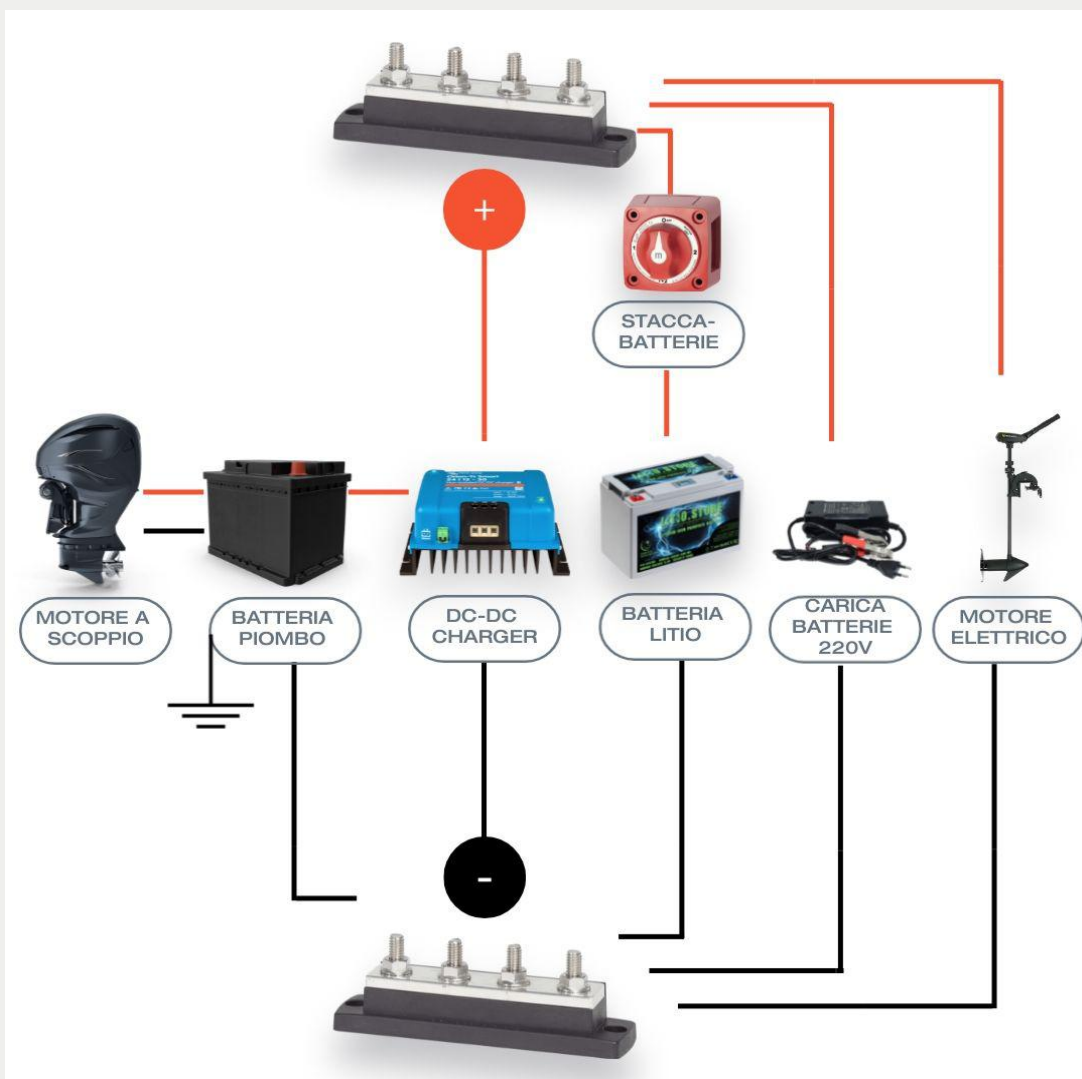 +
STACCA-
BATTERIE
MOTORE A
SCOPPIO
BATTERIA
PIOMBO
DC-DC
CHARGER
BATTERIA
LITIO
CARICA
BATTERIE
220V
MOTORE
ELETTRICO
-